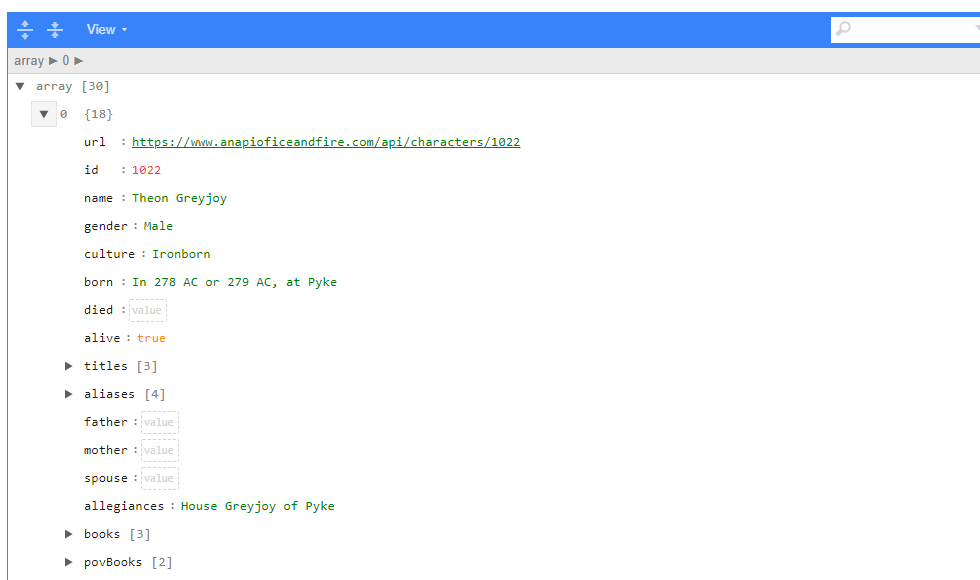 View
array ▶ 0 ▶
▼ array [30]
▼ 0 {18}
url : https://www.anapioficeandfire.com/api/characters/1022
id : 1022
name : Theon Greyjoy
gender : Male
culture : Ironborn
born : In 278 AC or 279 AC, at Pyke
died : value
alive : true
▶ titles [3]
▶ aliases [4]
father : value
mother : value
spouse : value
allegiances : House Greyjoy of Pyke
▶ books [3]
▶ povBooks [2]